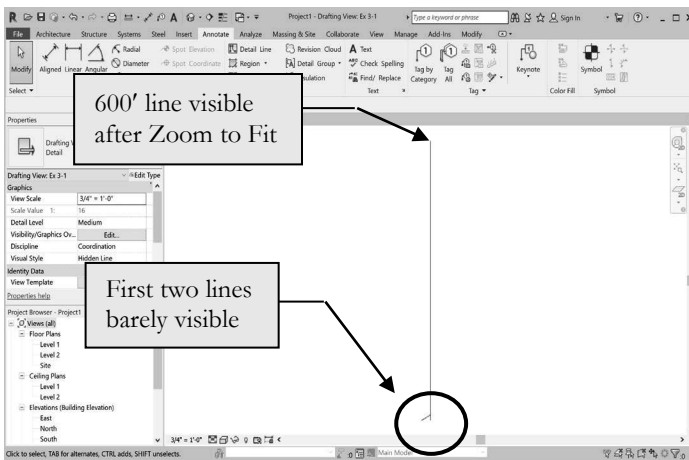 Project1 - Drafting View: Ex 3-1
Type a keyword or phrase
Sign In
File Architecture Structure Systems Steel Insert Annotate Analyze Massing & Site Collaborate View Manage Add-Ins Modify
Modify Aligned Linear Angular
Radial
Diameter
Spot Elevation
Spot Coordinate
Detail Line
Region
Revision Cloud
Detail Group
A Text
Check Spelling
Find/ Replace
Tag by Category
Tag All
Keynote
Symbol
Select
Text
Tag
Color Fill
Symbol
600' line visible
after Zoom to Fit
Properties
Drafting
Detail
Drafting View: Ex 3-1
Edit Type
Graphics
View Scale 3/4" = 1'-0"
Scale Value 1: 16
Detail Level Medium
Visibility/Graphics Ov... Edit...
Discipline Coordination
Visual Style Hidden Line
Identity Data
View Template
Properties help
First two lines
barely visible
Project Browser - Project1
Views (all)
Floor Plans
Level 1
Level 2
Site
Ceiling Plans
Level 1
Level 2
Elevations (Building Elevation)
East
North
South
3/4" = 1'-0"
Click to select, TAB for alternates, CTRL adds, SHIFT unselects.
:0
Main Model
:0